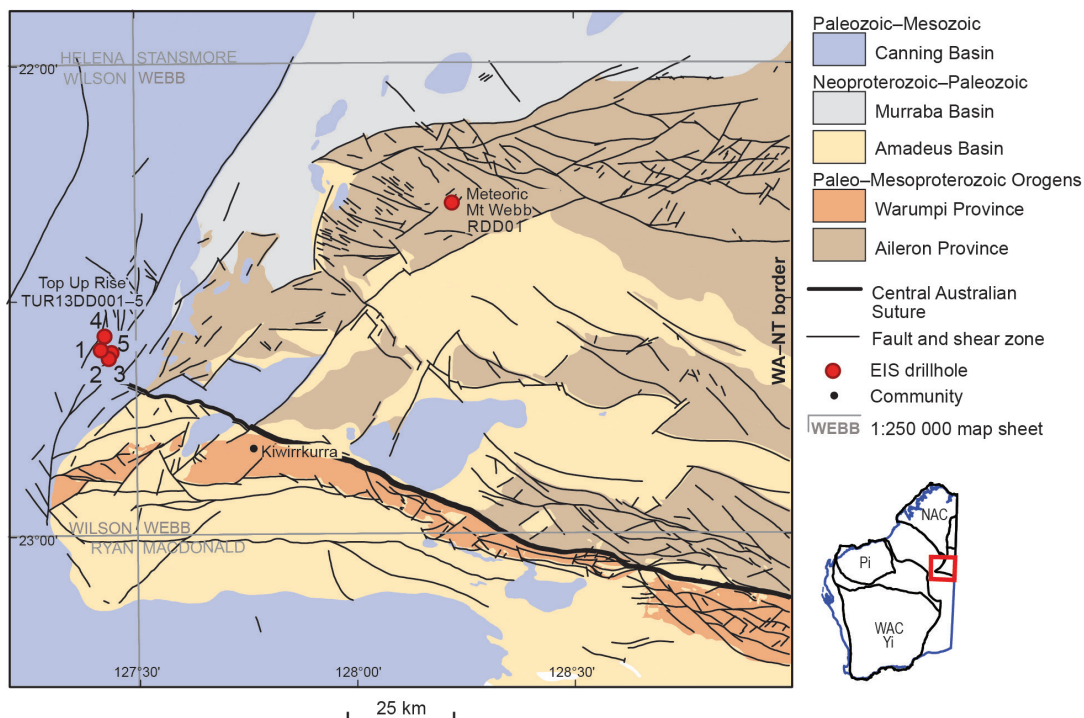 HELENA STANSMORE
WILSON WEBB
22°00'
Meteoric
Mt Webb
RDD01
Top Up Rise
TUR13DD001–5
4
1
5
2
3
WA–NT border
Kiwirrkurra
WILSON WEBB
RYAN MACDONALD
23°00'
127°30'
128°00'
128°30'
25 km
Paleozoic–Mesozoic
Canning Basin
Neoproterozoic–Paleozoic
Murraba Basin
Amadeus Basin
Paleo–Mesoproterozoic Orogens
Warumpi Province
Aileron Province
Central Australian
Suture
Fault and shear zone
EIS drillhole
Community
WEBB
1:250 000 map sheet
NAC
Pi
WAC
Yi